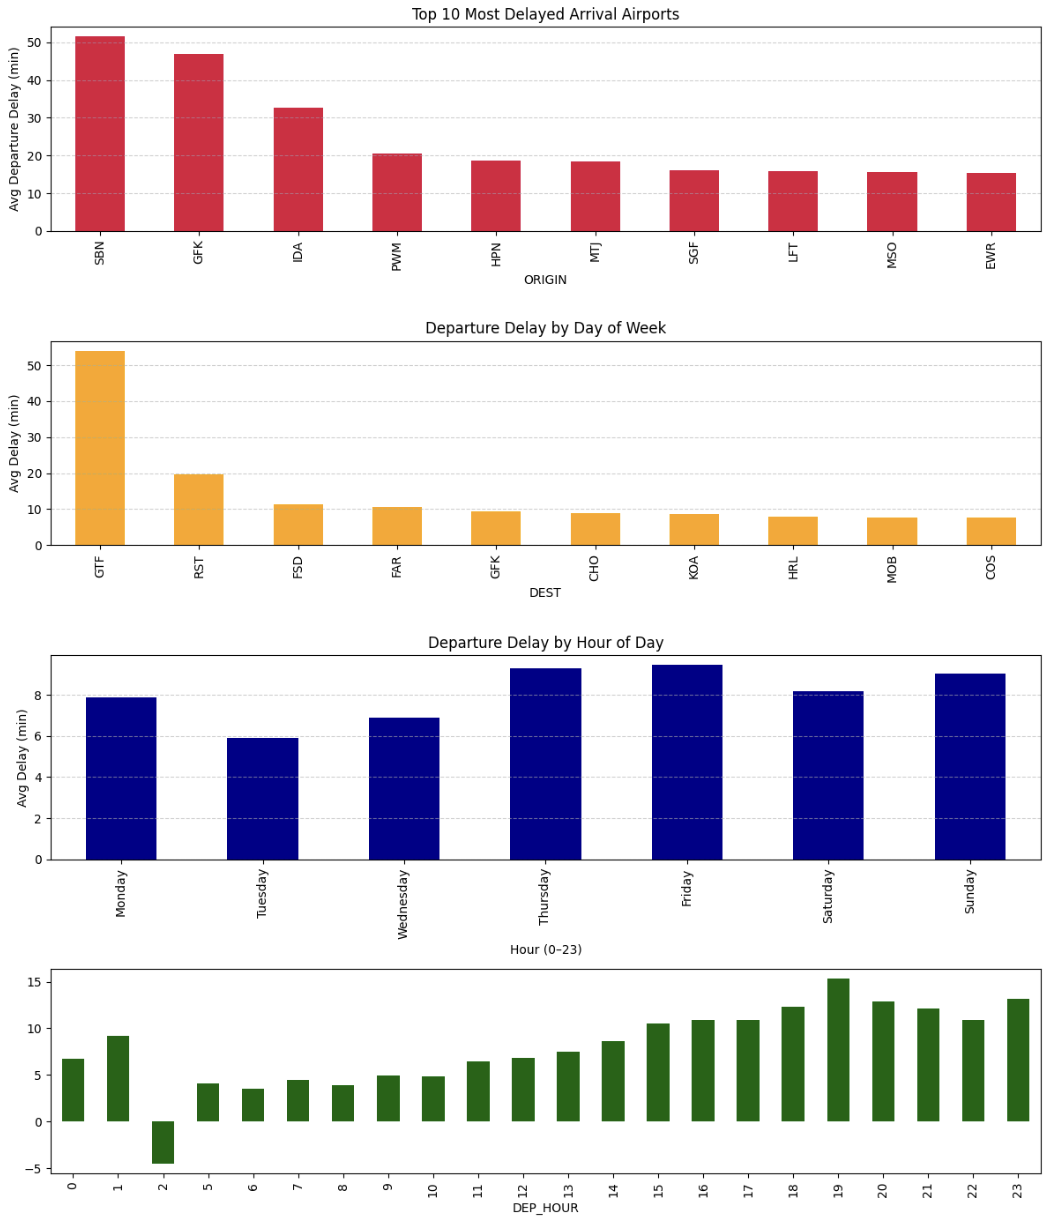 Top 10 Most Delayed Arrival Airports
Avg Departure Delay (min)
50
40
30
20
10
0
SBN GFK IDA PWM HPN MTJ SGF LFT MSO EWR
ORIGIN
Departure Delay by Day of Week
Avg Delay (min)
50
40
30
20
10
0
GTF RST FSD FAR GFK CHO KOA HRL MOB COS
DEST
Departure Delay by Hour of Day
Avg Delay (min)
8
6
4
2
0
Monday Tuesday Wednesday Thursday Friday Saturday Sunday
Hour (0–23)
15
10
5
0
−5
0 1 2 5 6 7 8 9 10 11 12 13 14 15 16 17 18 19 20 21 22 23
DEP_HOUR